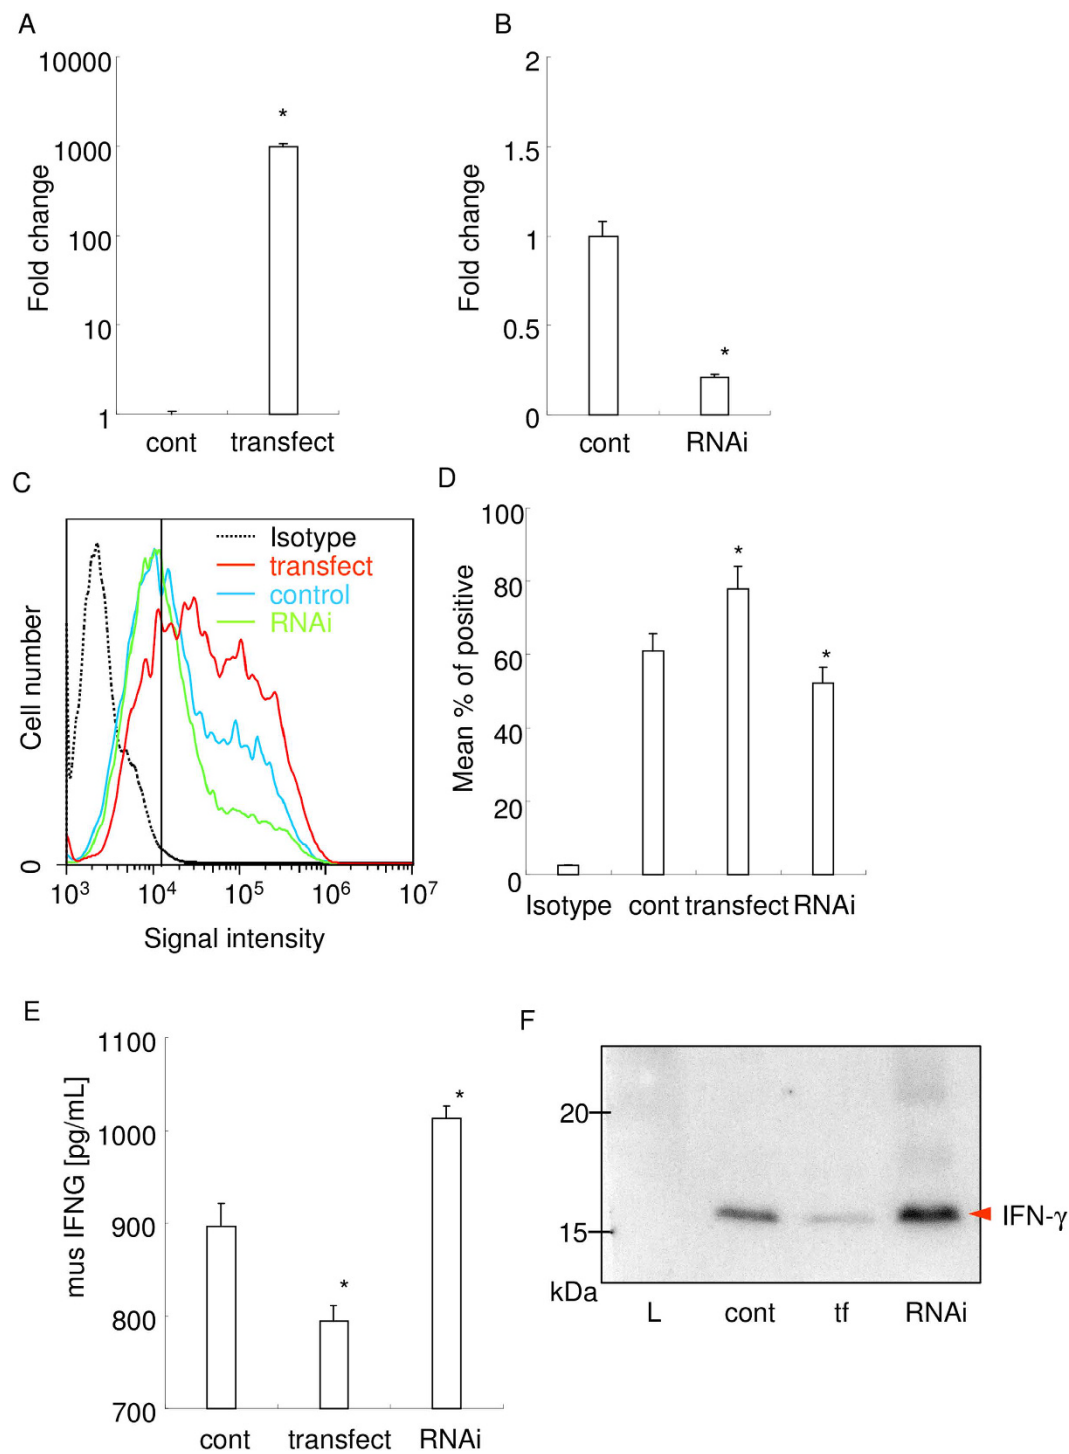 A
10000
1000
100
10
1
Fold change
*
cont transfect
B
2
1.5
1
0.5
0
Fold change
*
cont RNAi
C
Isotype
transfect
control
RNAi
Cell number
0
10³ 10⁴ 10⁵ 10⁶ 10⁷
Signal intensity
D
100
80
60
40
20
0
Mean % of positive
*
*
Isotype cont transfect RNAi
E
1100
1000
900
800
700
mus IFNG [pg/mL]
*
*
cont transfect RNAi
F
20
15
kDa
IFN-γ
L cont tf RNAi